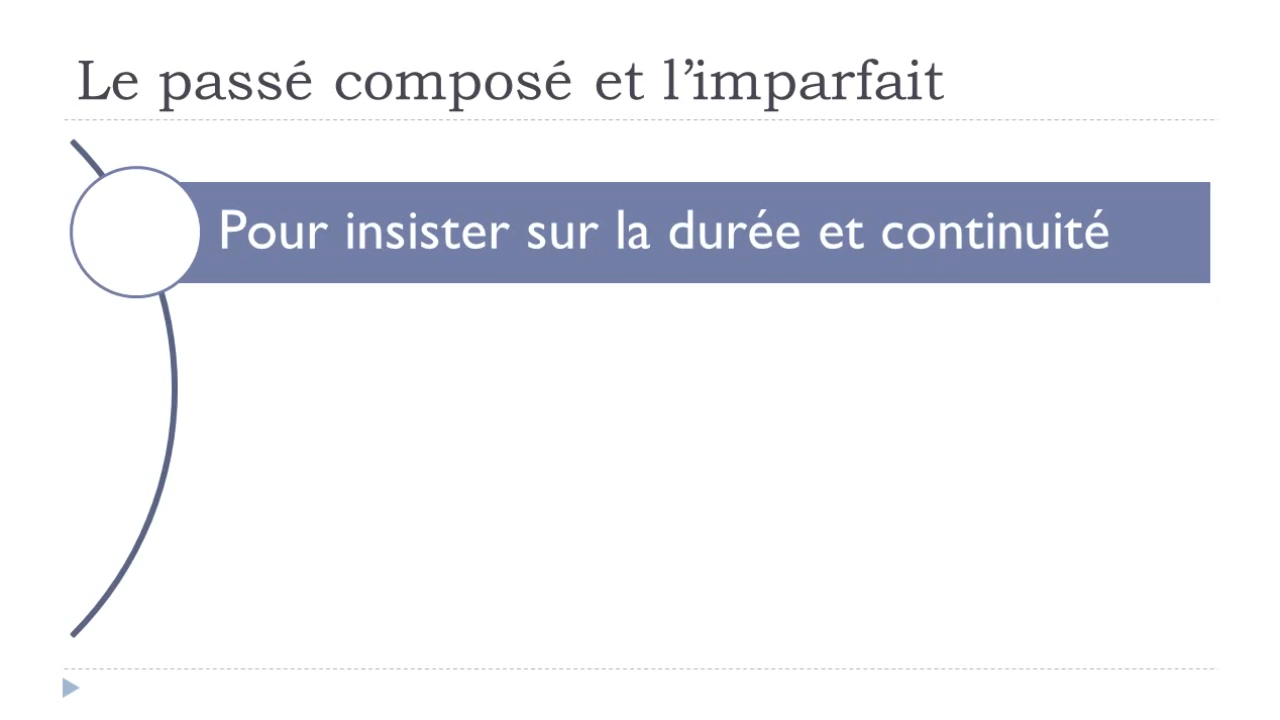 Le passé composé et l’imparfait
Pour insister sur la durée et continuité